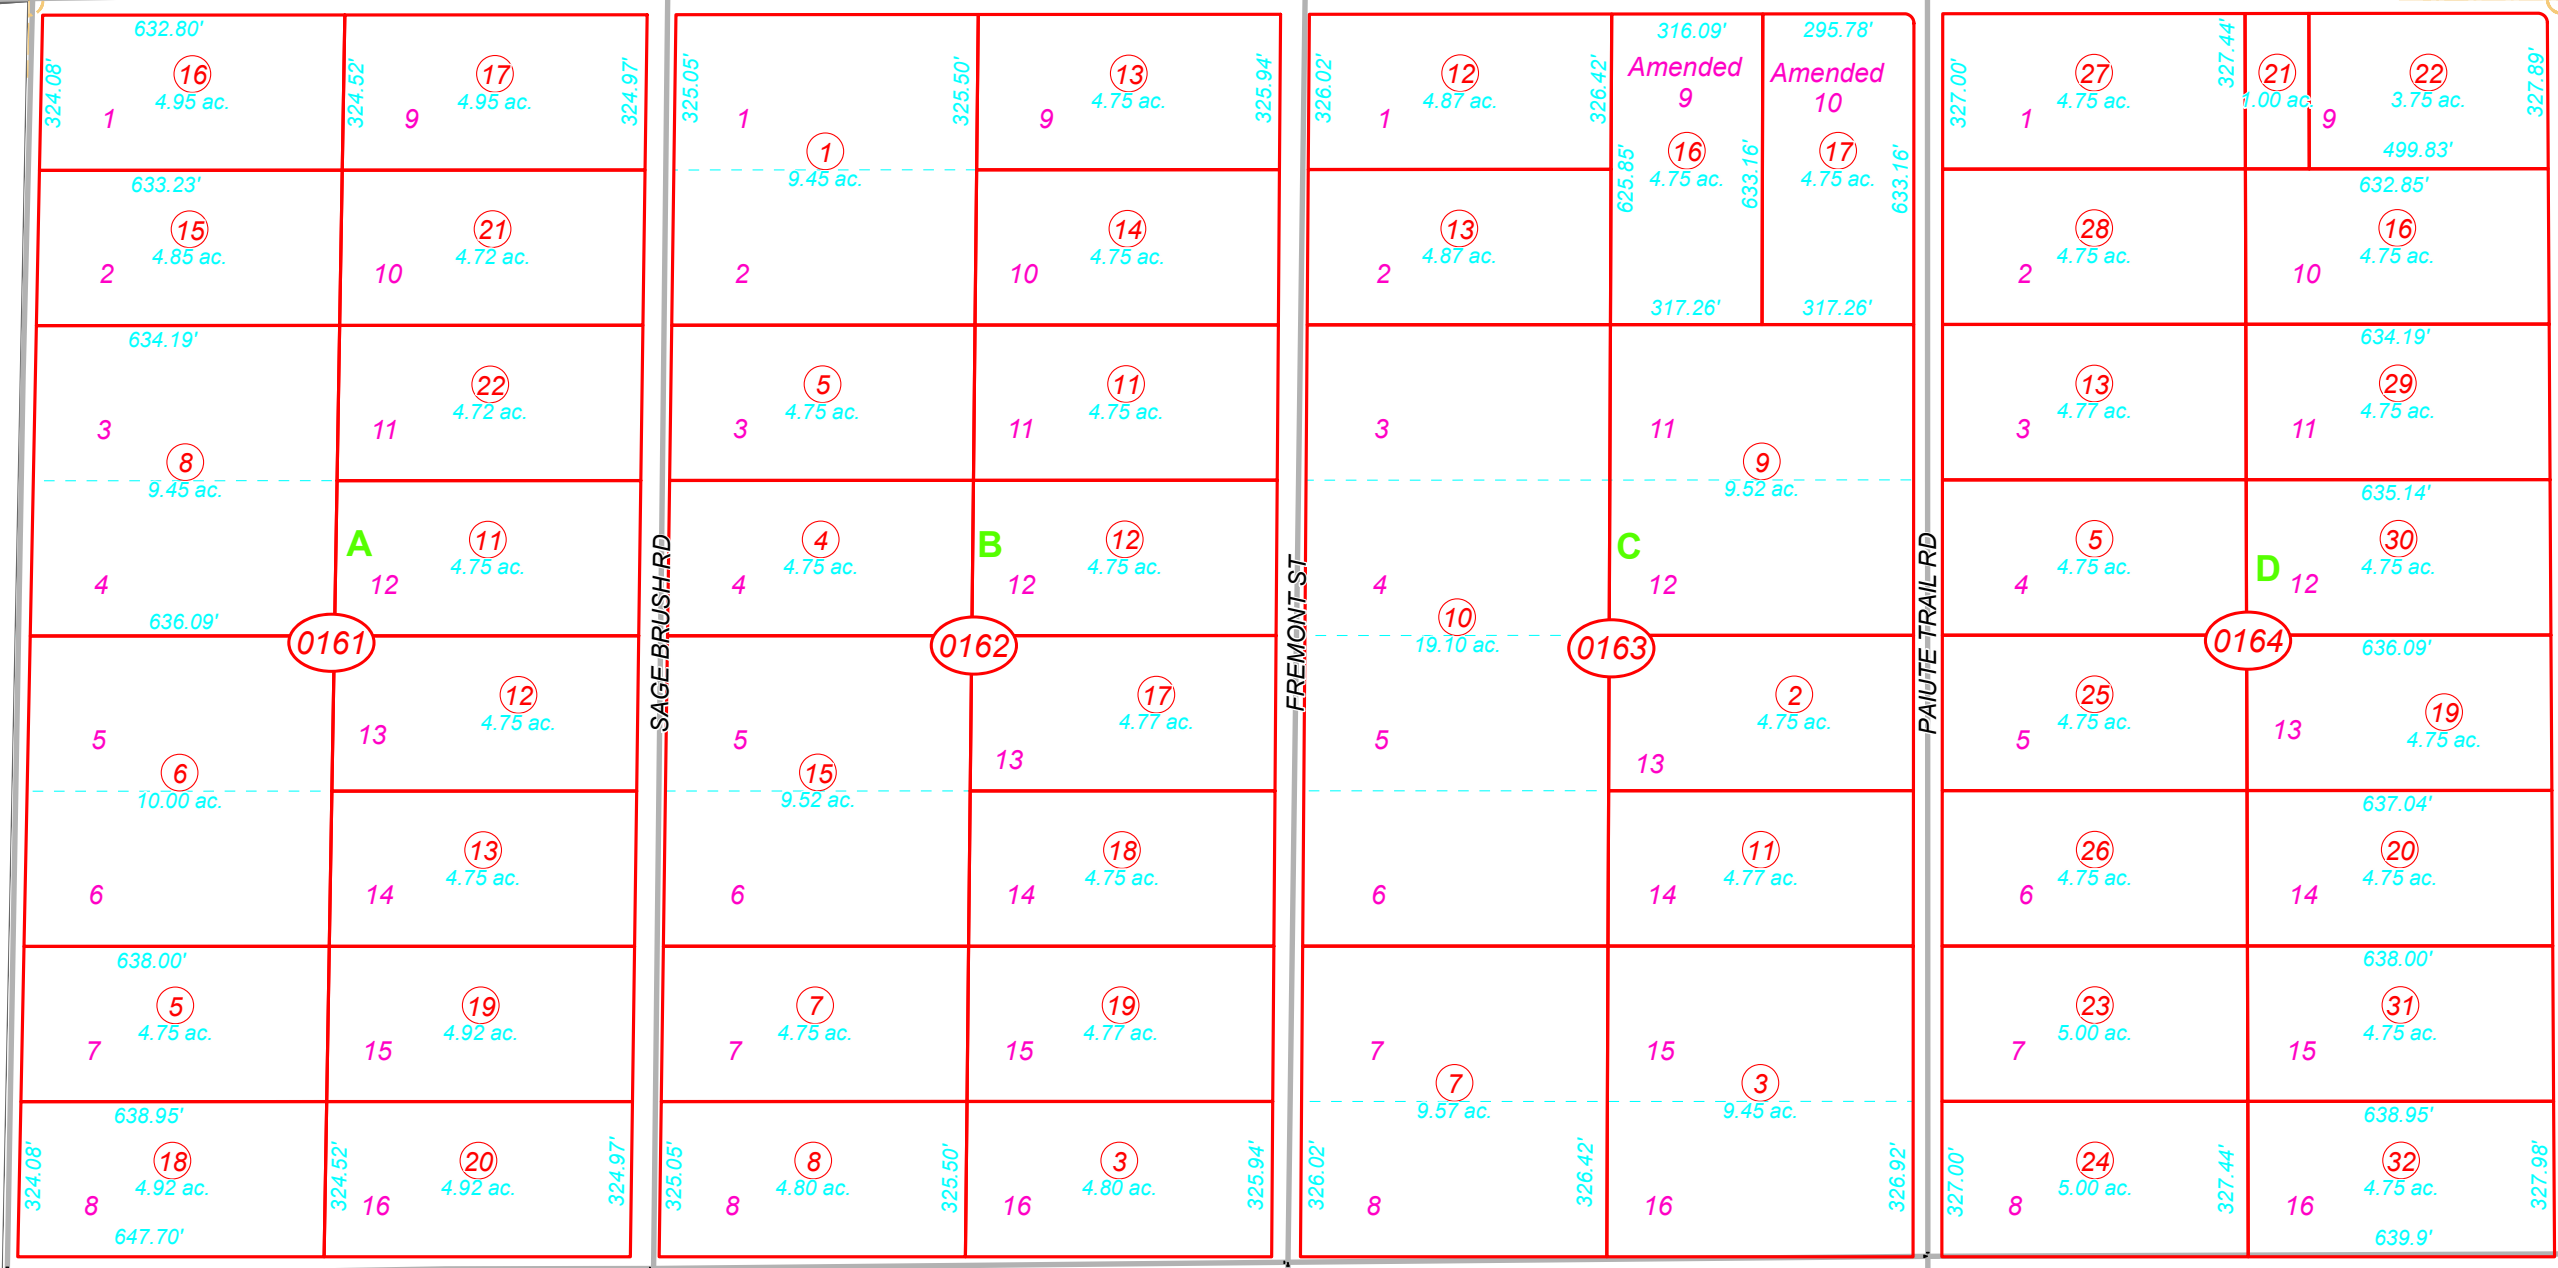 632.80'
324.08'
16
4.95 ac.
1
324.52'
17
4.95 ac.
9
324.97'
633.23'
15
4.85 ac.
2
21
4.72 ac.
10
634.19'
3
22
4.72 ac.
11
8
9.45 ac.
A
11
4.75 ac.
4
12
636.09'
0161
5
12
4.75 ac.
13
6
10.00 ac.
13
4.75 ac.
6
14
638.00'
5
4.75 ac.
7
19
4.92 ac.
15
638.95'
324.08'
18
4.92 ac.
8
324.52'
20
4.92 ac.
16
324.97'
647.70'
SAGE BRUSH RD
325.05'
1
325.50'
13
4.75 ac.
9
325.94'
1
9.45 ac.
14
4.75 ac.
2
10
5
4.75 ac.
3
11
4.75 ac.
11
4
4.75 ac.
4
B
12
4.75 ac.
12
0162
17
4.77 ac.
5
13
15
9.52 ac.
18
4.75 ac.
6
14
7
4.75 ac.
7
19
4.77 ac.
15
325.05'
8
4.80 ac.
8
325.50'
3
4.80 ac.
16
325.94'
FREMONT ST
326.02'
12
4.87 ac.
1
326.42'
316.09'
Amended
9
16
4.75 ac.
625.85'
633.16'
317.26'
295.78'
Amended
10
17
4.75 ac.
633.16'
317.26'
13
4.87 ac.
2
3
11
9
9.52 ac.
C
4
12
10
19.10 ac.
0163
2
4.75 ac.
5
13
11
4.77 ac.
6
14
7
15
7
9.57 ac.
3
9.45 ac.
326.02'
8
326.42'
16
326.92'
PAIUTE TRAIL RD
327.00'
27
4.75 ac.
1
327.44'
21
1.00 ac.
22
3.75 ac.
9
327.89'
499.83'
632.85'
28
4.75 ac.
2
16
4.75 ac.
10
634.19'
13
4.77 ac.
3
29
4.75 ac.
11
635.14'
5
4.75 ac.
4
D
30
4.75 ac.
12
0164
636.09'
25
4.75 ac.
5
19
4.75 ac.
13
637.04'
26
4.75 ac.
6
20
4.75 ac.
14
638.00'
23
5.00 ac.
7
31
4.75 ac.
15
638.95'
327.00'
24
5.00 ac.
8
327.44'
32
4.75 ac.
16
327.98'
639.9'